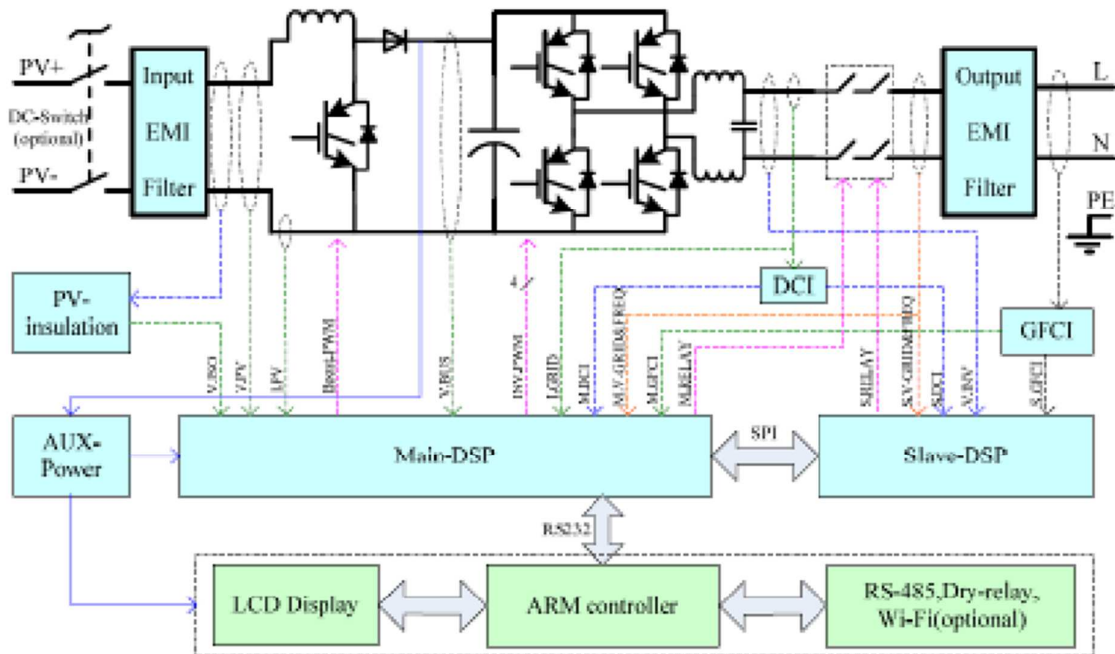 PV+
DC-Switch
(optional)
PV-
Input
EMI
Filter
Output
EMI
Filter
L
N
PE
PV-
insulation
DCI
GFCI
4
V.ISO
V.PV
I.PV
Boost-PWM
V.BUS
INV.PWM
I.GRID
M.DCI
M.V-GRID&FREQ
M.GFCI
M.RELAY
S.RELAY
S.V-GRID&FREQ
S.DCI
V.INV
S.GFCI
AUX-
Power
Main-DSP
SPI
Slave-DSP
RS232
LCD Display
ARM controller
RS-485,Dry-relay,
Wi-Fi(optional)